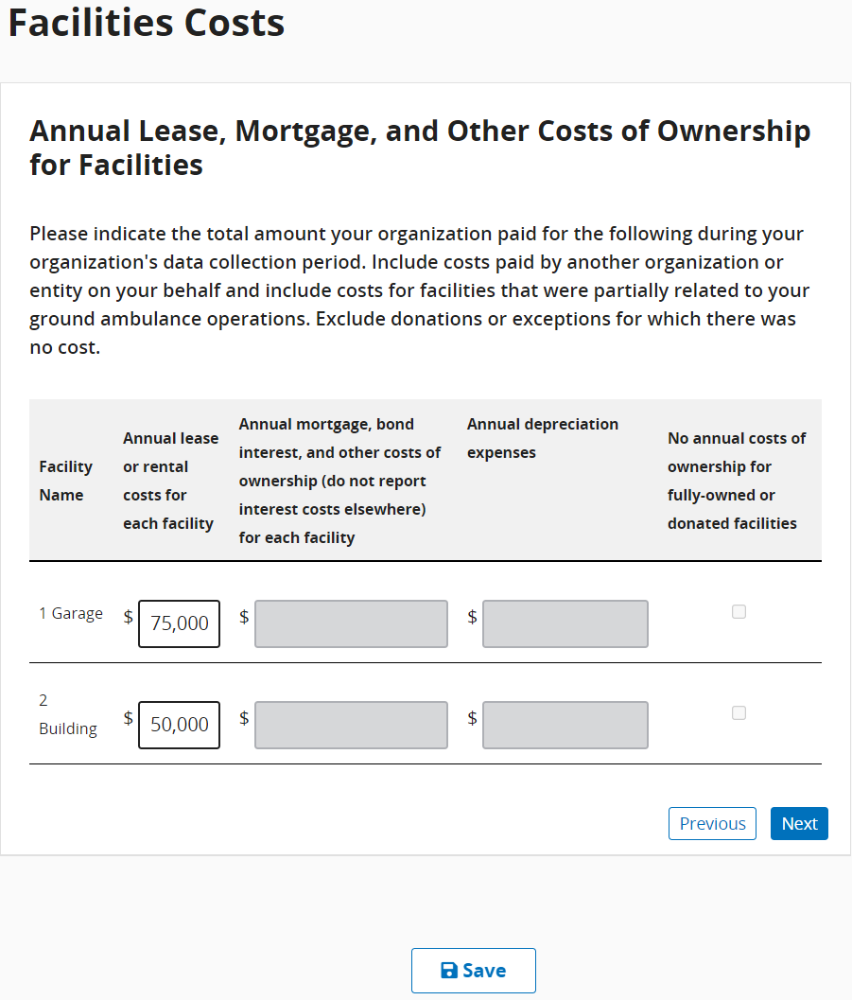 Facilities Costs
Annual Lease, Mortgage, and Other Costs of Ownership
for Facilities
Please indicate the total amount your organization paid for the following during your
organization's data collection period. Include costs paid by another organization or
entity on your behalf and include costs for facilities that were partially related to your
ground ambulance operations. Exclude donations or exceptions for which there was
no cost.
Facility
Name
Annual lease
or rental
costs for
each facility
Annual mortgage, bond
interest, and other costs of
ownership (do not report
interest costs elsewhere)
for each facility
Annual depreciation
expenses
No annual costs of
ownership for
fully-owned or
donated facilities
1 Garage $ 75,000 $ $
2
Building $ 50,000 $ $
Previous Next
Save